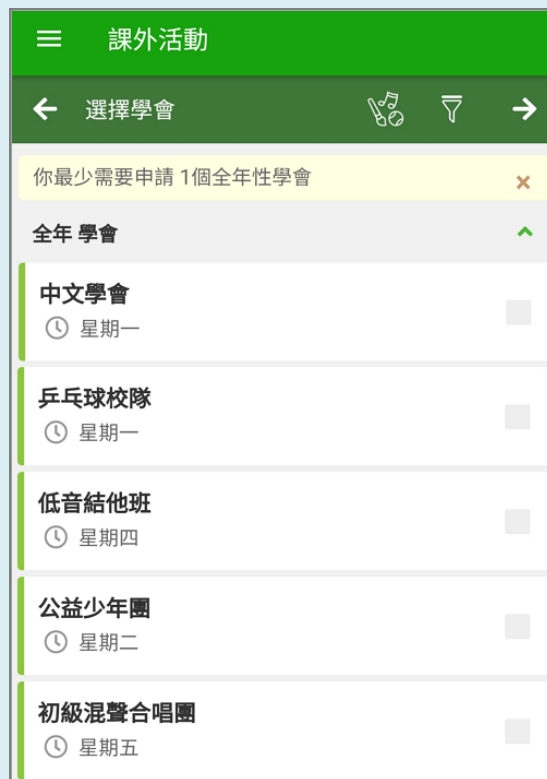 課外活動
選擇學會
你最少需要申請 1個全年性學會
全年 學會
中文學會
星期一
乒乓球校隊
星期一
低音結他班
星期四
公益少年團
星期二
初級混聲合唱團
星期五